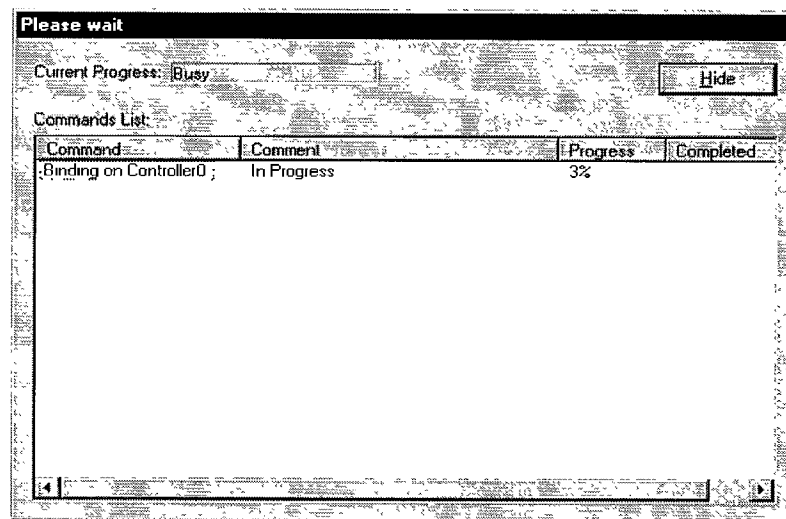 Please wait
Current Progress: Busy
Hide
Commands List:
Command Comment Progress Completed
Binding on Controller0 ; In Progress 3%